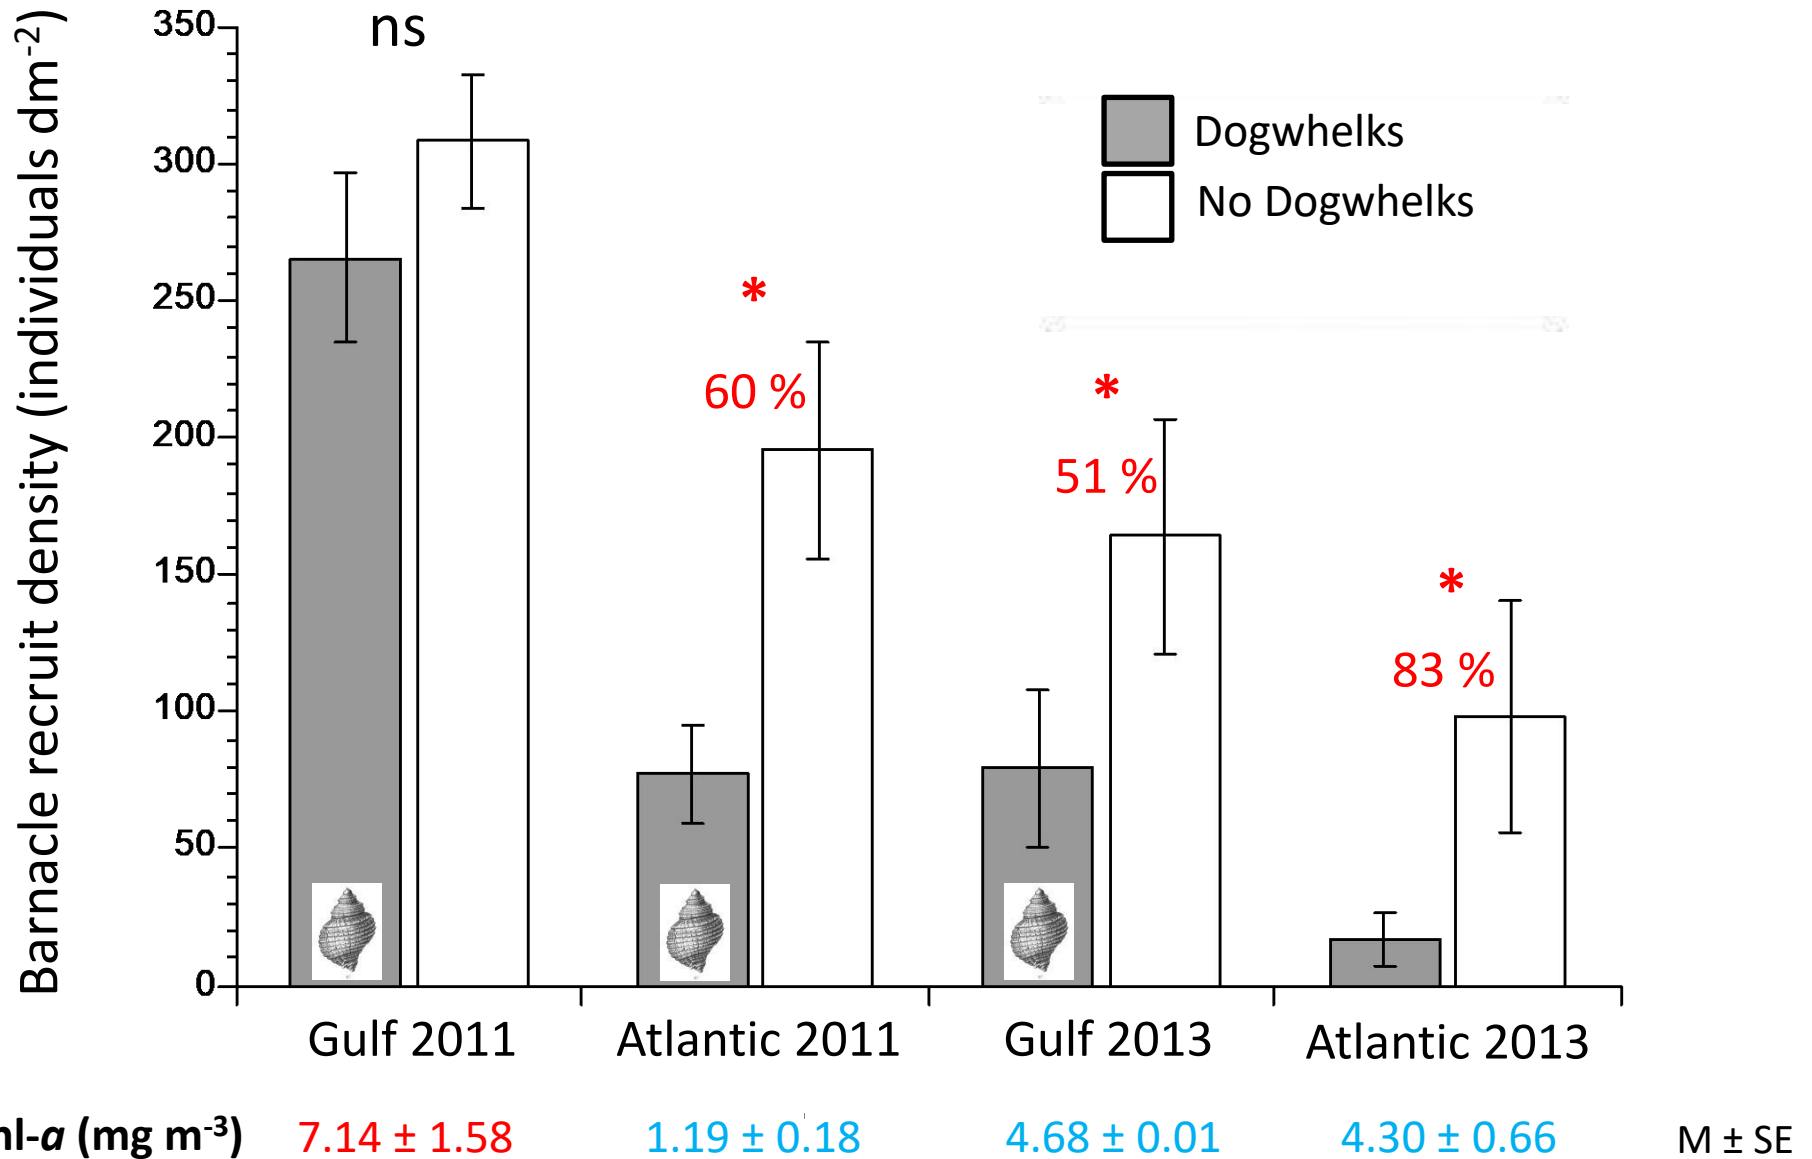 Barnacle recruit density (individuals dm-2)
350
300
250
200
150
100
50
0
ns
*
60 %
*
51 %
*
83 %
Dogwhelks
No Dogwhelks
Gulf 2011 Atlantic 2011 Gulf 2013 Atlantic 2013
hl-a (mg m-3) 7.14 ± 1.58 1.19 ± 0.18 4.68 ± 0.01 4.30 ± 0.66 M ± SE